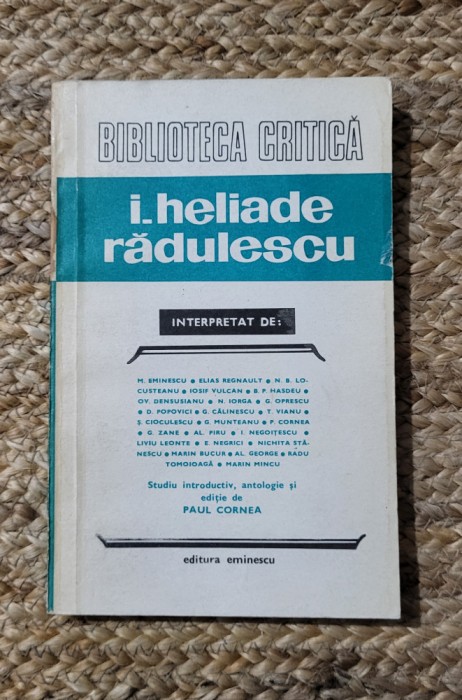 BIBLIOTECA CRITICĂ
i. heliade
rădulescu
INTERPRETAT DE:
M. EMINESCU ● ELIAS REGNAULT ● N. B. LO-
CUSTEANU ● IOSIF VULCAN ● B. P. HASDEU ●
OV. DENSUSIANU ● N. IORGA ● G. OPRESCU
● D. POPOVICI ● G. CĂLINESCU ● T. VIANU ●
Ș. CIOCULESCU ● G. MUNTEANU ● P. CORNEA
● G. ZANE ● AL. PIRU ● I. NEGOIȚESCU ●
LIVIU LEONTE ● E. NEGRICI ● NICHITA STĂ-
NESCU ● MARIN BUCUR ● AL. GEORGE ● RADU
TOMOIOAGĂ ● MARIN MINCU
Studiu introductiv, antologie și
ediție de
PAUL CORNEA
editura eminescu